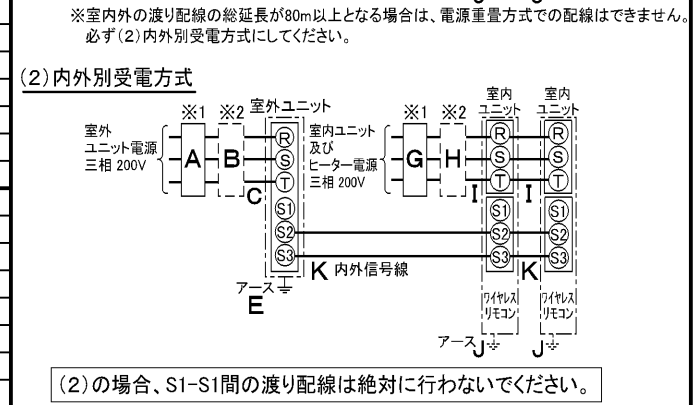 ※室内外の渡り配線の総延長が80m以上となる場合は、電源重畳方式での配線はできません。
必ず(2)内外別受電方式にしてください。
(2)内外別受電方式
※1 ※2 室外ユニット
室外
ユニット電源
三相 200V
A B C
R
S
T
S1
S2
S3
アース
E
K 内外信号線
※1 ※2
室内ユニット
及び
ヒーター電源
三相 200V
G H I I
室内
ユニット
R
S
T
S1
S2
S3
ワイヤレス
リモコン
室内
ユニット
R
S
T
S1
S2
S3
ワイヤレス
リモコン
K
アース J J
(2)の場合、S1-S1間の渡り配線は絶対に行わないでください。